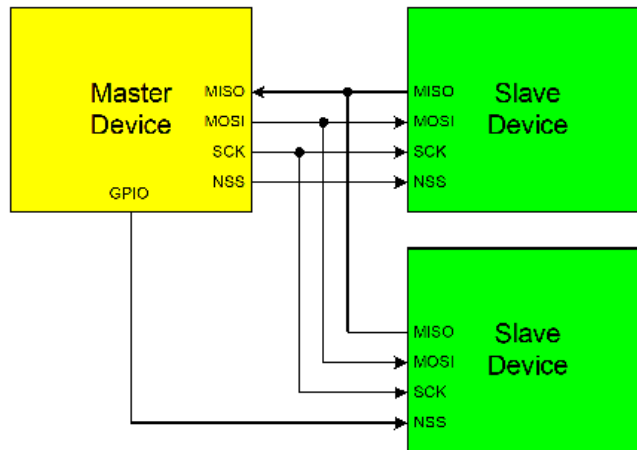 Master
Device
MISO
MOSI
SCK
NSS
GPIO
MISO
MOSI
SCK
NSS
Slave
Device
MISO
MOSI
SCK
NSS
Slave
Device